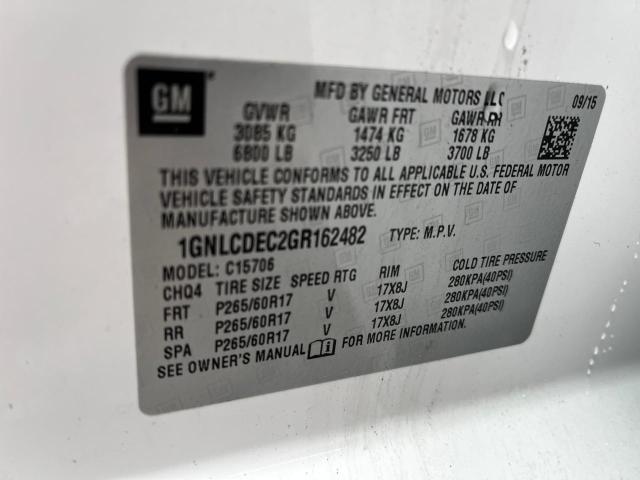 GM
MFD BY GENERAL MOTORS LLC
09/15
GVWR GAWR FRT GAWR RR
3085 KG 1474 KG 1678 KG
6800 LB 3250 LB 3700 LB
THIS VEHICLE CONFORMS TO ALL APPLICABLE U.S. FEDERAL MOTOR
VEHICLE SAFETY STANDARDS IN EFFECT ON THE DATE OF
MANUFACTURE SHOWN ABOVE.
1GNLCDEC2GR162482 TYPE: M.P.V.
MODEL: C15706
CHQ4 TIRE SIZE SPEED RTG RIM COLD TIRE PRESSURE
FRT P265/60R17 V 17X8J 280KPA(40PSI)
RR P265/60R17 V 17X8J 280KPA(40PSI)
SPA P265/60R17 V 17X8J 280KPA(40PSI)
SEE OWNER'S MANUAL FOR MORE INFORMATION.